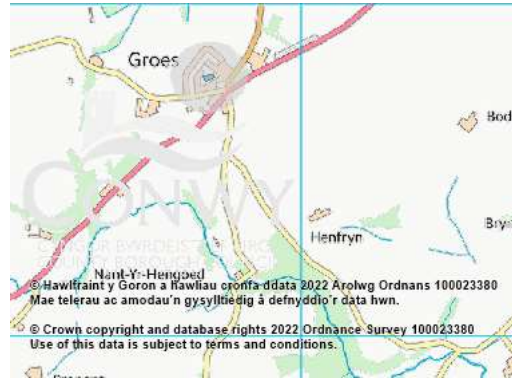 Groes
Bod
CONWY
Henfryn
Bry
Nant-Yr-Hengoed
© Hawlfraint y Goron a hawliau cronfa ddata 2022 Arolwg Ordnans 100023380
Mae telerau ac amodau'n gysylltiedig â defnyddio'r data hwn.
© Crown copyright and database rights 2022 Ordnance Survey 100023380
Use of this data is subject to terms and conditions.